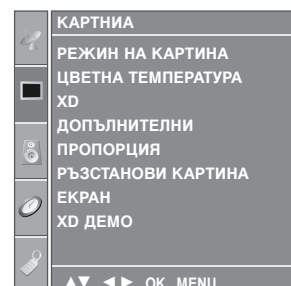 КАРТНИА
РЕЖИН НА КАРТИНА
ЦВЕТНА ТЕМПЕРАТУРА
XD
ДОПЪЛНИТЕЛНИ
ПРОПОРЦИЯ
РЪЗСТАНОВИ КАРТИНА
ЕКРАН
XD ДЕМО
▲▼ ◄► OK MENU